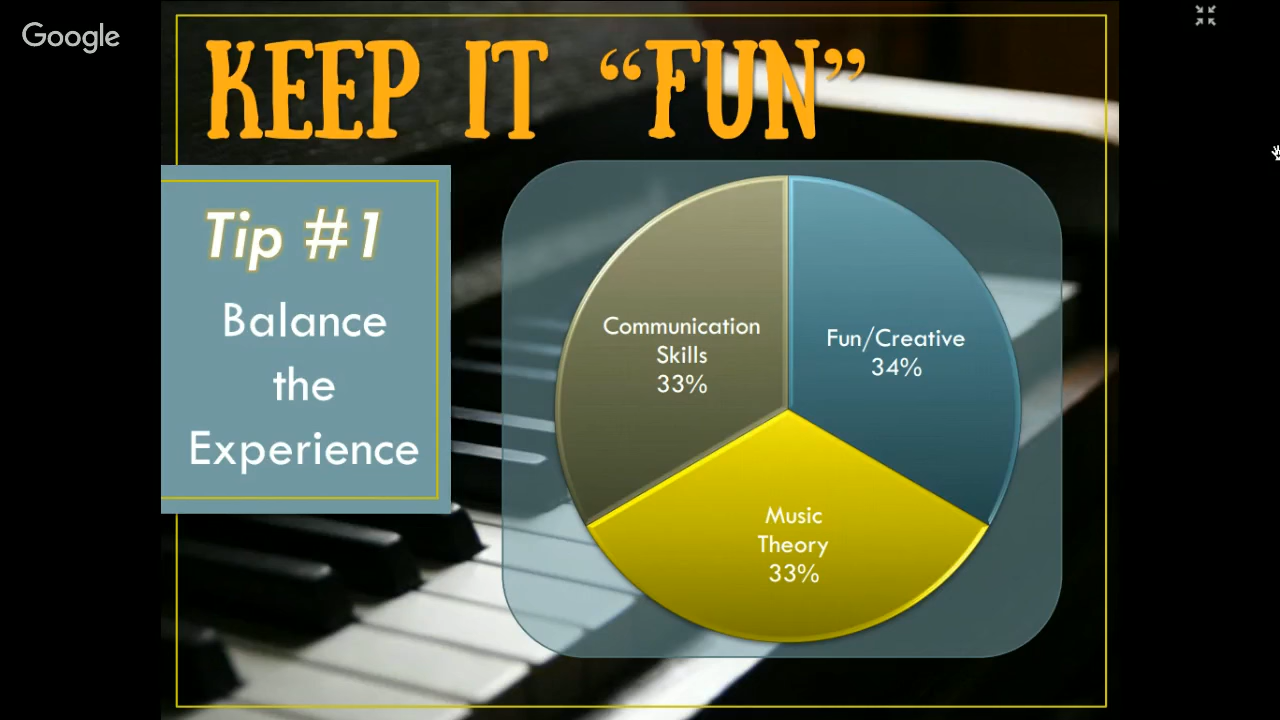 Google
KEEP IT “FUN”
Tip #1
Balance
the
Experience
Communication
Skills
33%
Fun/Creative
34%
Music
Theory
33%